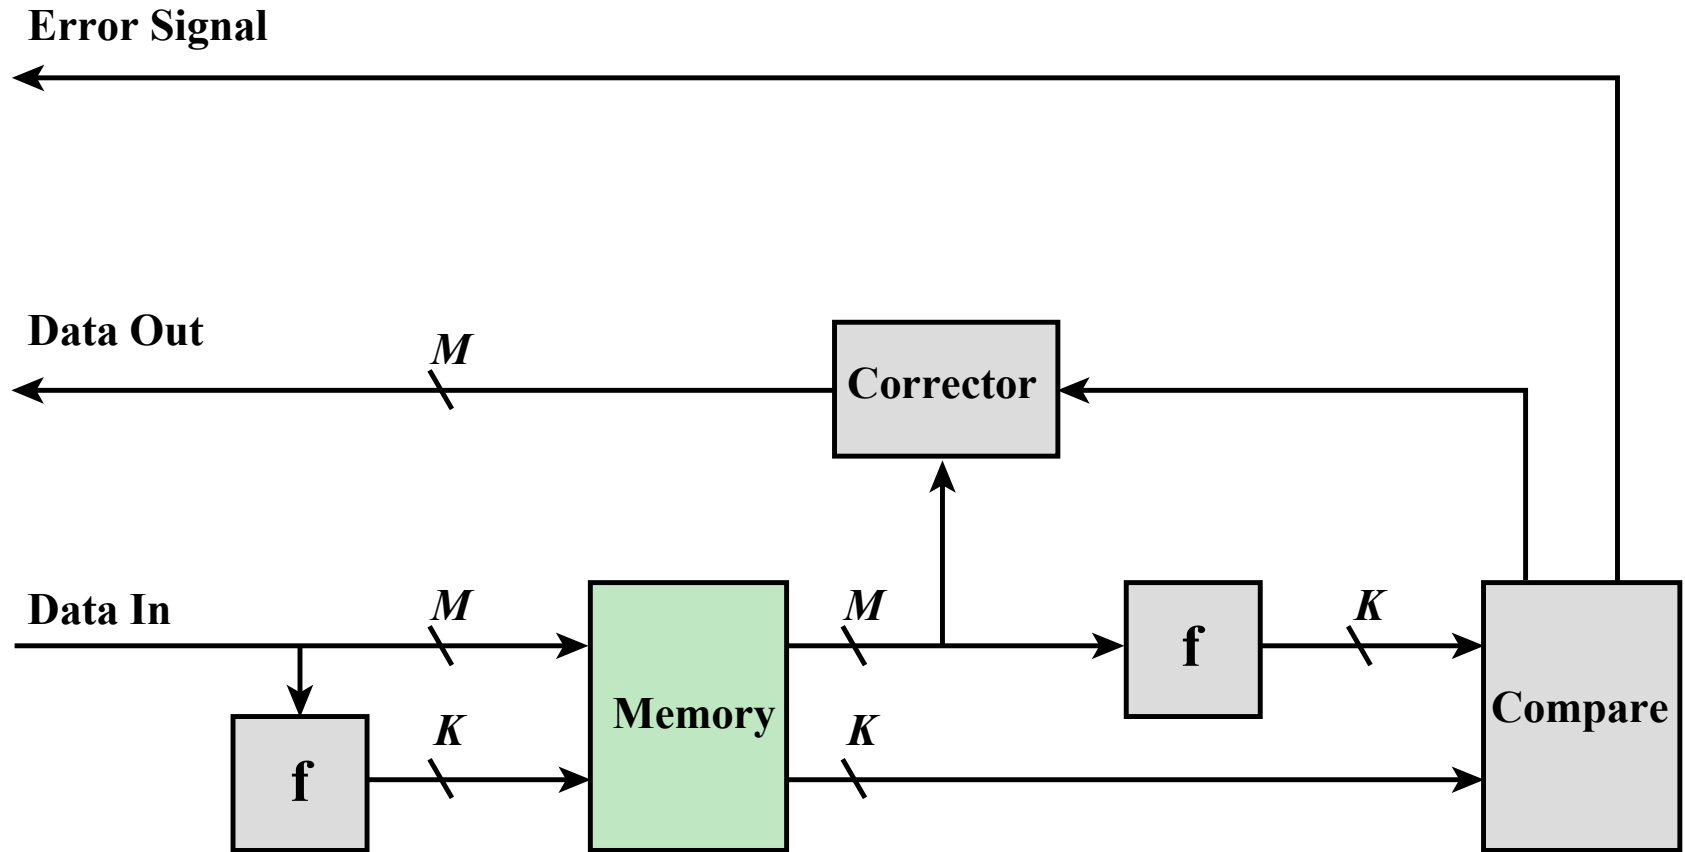 Error Signal
Data Out
M
Corrector
Data In
M
M
f
K
Memory
Compare
f
K
K